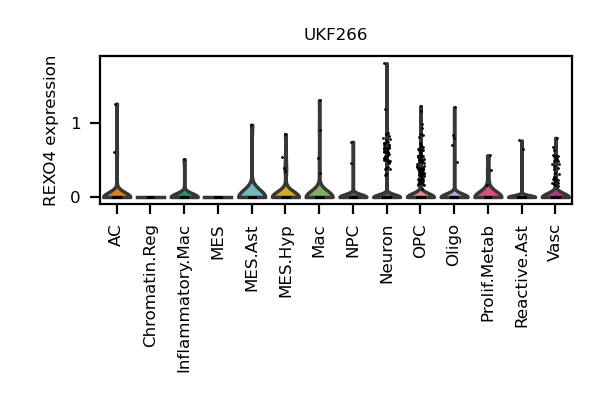 UKF266
REXO4 expression
1
0
AC
Chromatin.Reg
Inflammatory.Mac
MES
MES.Ast
MES.Hyp
Mac
NPC
Neuron
OPC
Oligo
Prolif.Metab
Reactive.Ast
Vasc